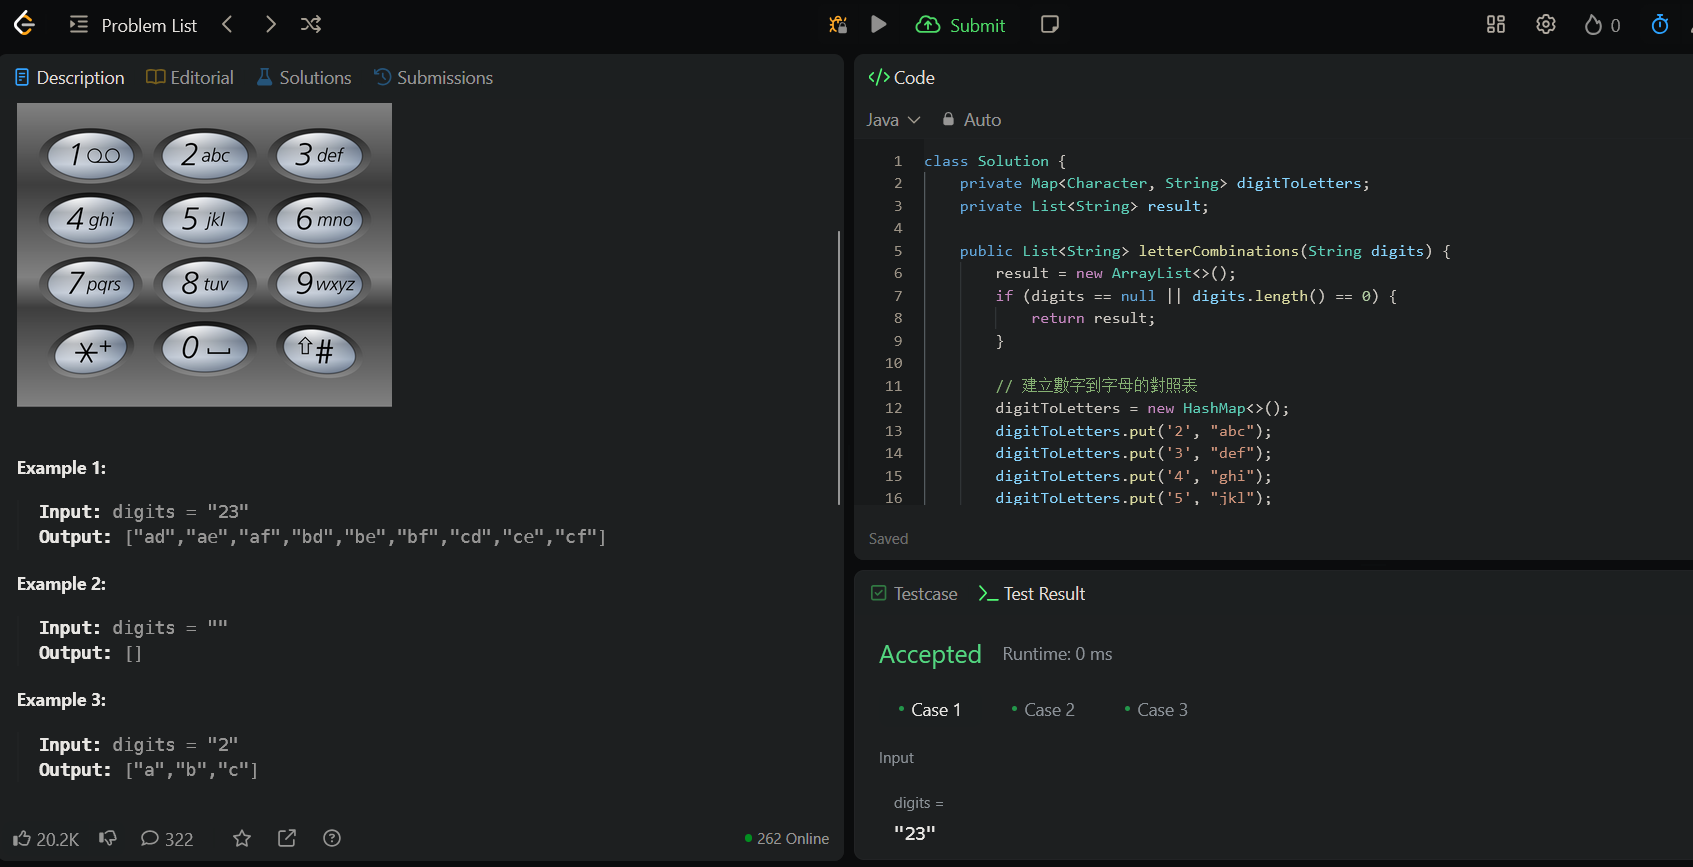 Problem List
Submit
0
Description Editorial Solutions Submissions
1 2 abc 3 def
4 ghi 5 jkl 6 mno
7 pqrs 8 tuv 9 wxyz
* + 0 #
Example 1:
Input: digits = "23"
Output: ["ad","ae","af","bd","be","bf","cd","ce","cf"]
Example 2:
Input: digits = ""
Output: []
Example 3:
Input: digits = "2"
Output: ["a","b","c"]
20.2K 322 262 Online
</> Code
Java Auto
1 class Solution {
2 private Map<Character, String> digitToLetters;
3 private List<String> result;
4
5 public List<String> letterCombinations(String digits) {
6 result = new ArrayList<>();
7 if (digits == null || digits.length() == 0) {
8 return result;
9 }
10
11 // 建立數字到字母的對照表
12 digitToLetters = new HashMap<>();
13 digitToLetters.put('2', "abc");
14 digitToLetters.put('3', "def");
15 digitToLetters.put('4', "ghi");
16 digitToLetters.put('5', "jkl");
Saved
Testcase >_ Test Result
Accepted Runtime: 0 ms
• Case 1 • Case 2 • Case 3
Input
digits =
"23"